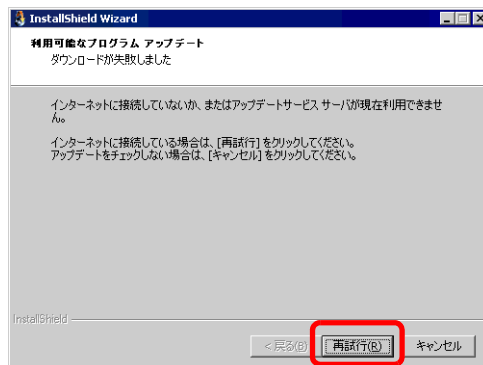 InstallShield Wizard
利用可能なプログラム アップデート
ダウンロードが失敗しました
インターネットに接続していないか、またはアップデートサービス サーバが現在利用できませ
ん。
インターネットに接続している場合は、[再試行] をクリックしてください。
アップデートをチェックしない場合は、[キャンセル] をクリックしてください。
InstallShield
< 戻る(B) 再試行(R) キャンセル